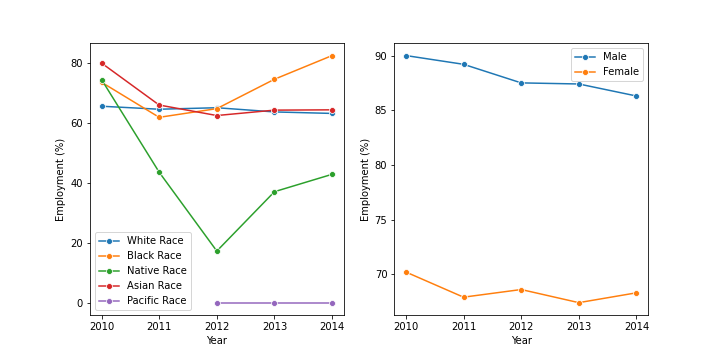 80
60
40
20
0
Employment (%)
White Race
Black Race
Native Race
Asian Race
Pacific Race
2010 2011 2012 2013 2014
Year
90
85
80
75
70
Employment (%)
Male
Female
2010 2011 2012 2013 2014
Year